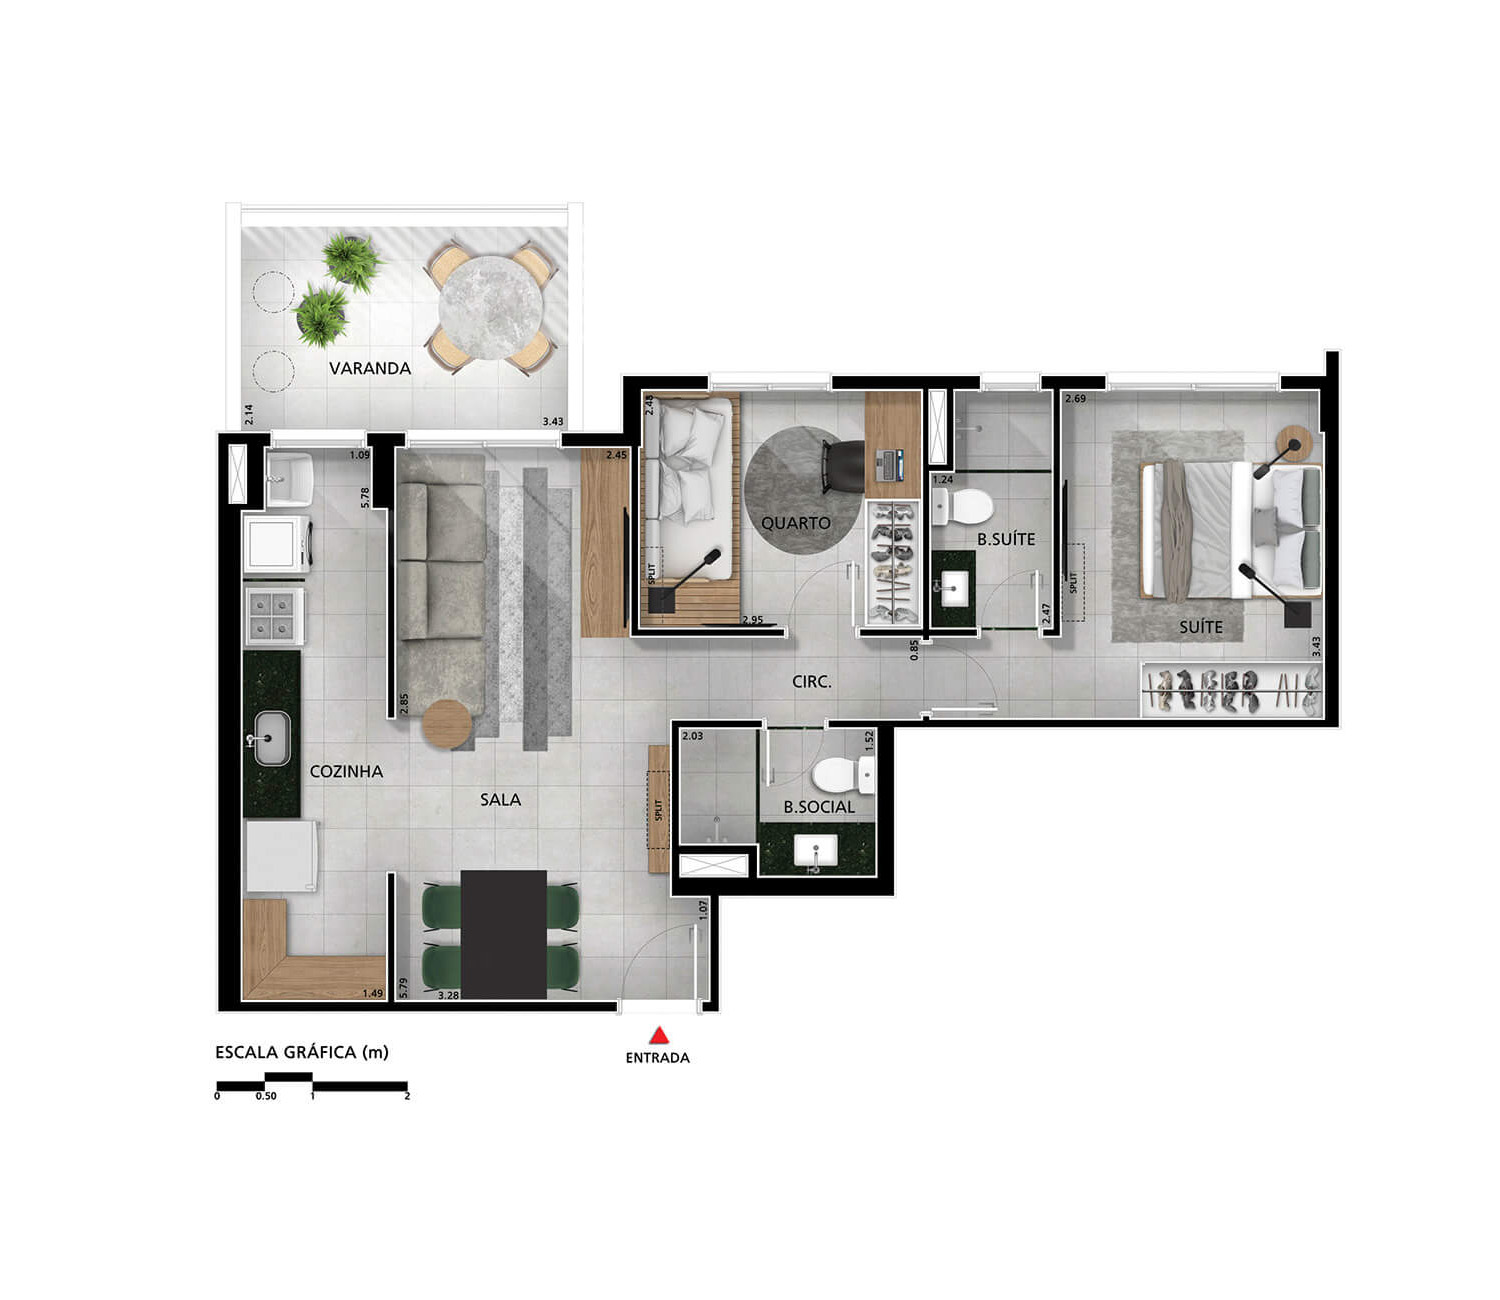 VARANDA
2.14
3.43
1.09
5.78
2.45
2.48
QUARTO
SPLIT
2.95
1.24
B.SUÍTE
2.47
2.69
SPLIT
SUÍTE
3.43
0.85
CIRC.
2.85
COZINHA
SALA
SPLIT
2.03
1.52
B.SOCIAL
1.07
1.49
5.79
3.28
ENTRADA
ESCALA GRÁFICA (m)
0 0.50 1 2